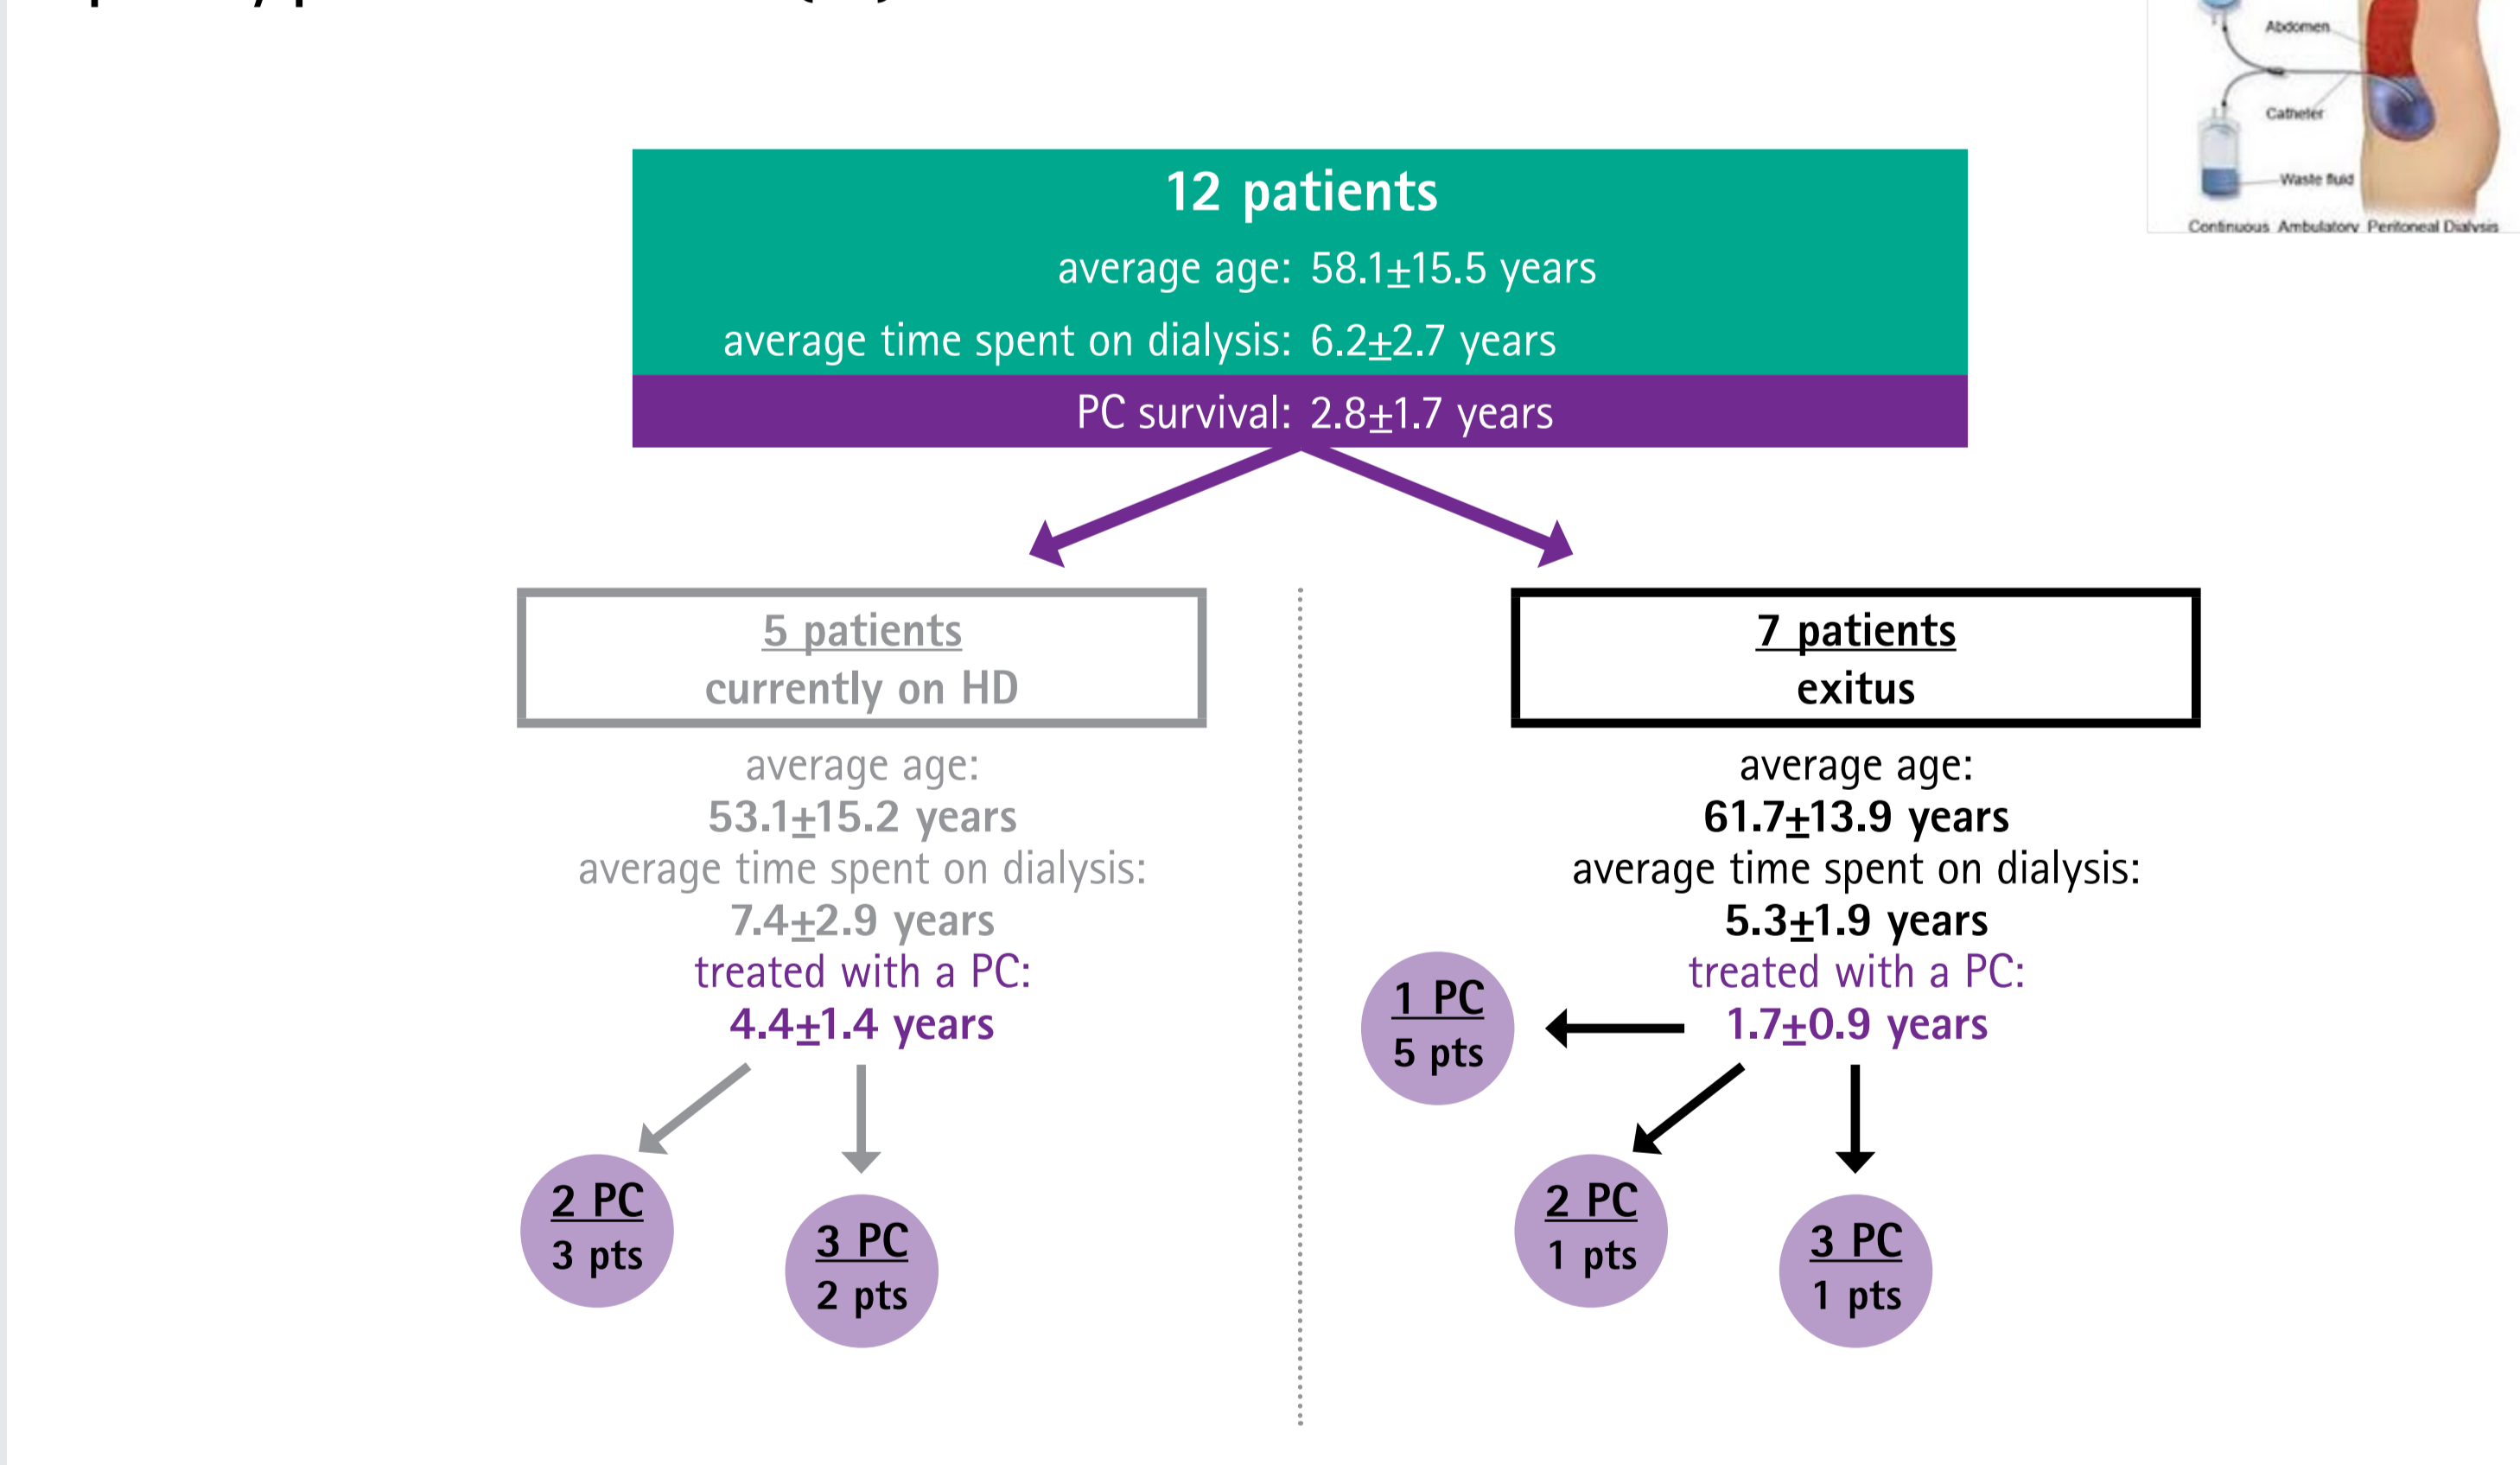 Abdomen
Catheter
Waste fluid
Continuous Ambulatory Peritoneal Dialysis
12 patients
average age: 58.1±15.5 years
average time spent on dialysis: 6.2±2.7 years
PC survival: 2.8±1.7 years
5 patients
currently on HD
average age:
53.1±15.2 years
average time spent on dialysis:
7.4±2.9 years
treated with a PC:
4.4±1.4 years
2 PC
3 pts
3 PC
2 pts
7 patients
exitus
average age:
61.7±13.9 years
average time spent on dialysis:
5.3±1.9 years
treated with a PC:
1.7±0.9 years
1 PC
5 pts
2 PC
1 pts
3 PC
1 pts